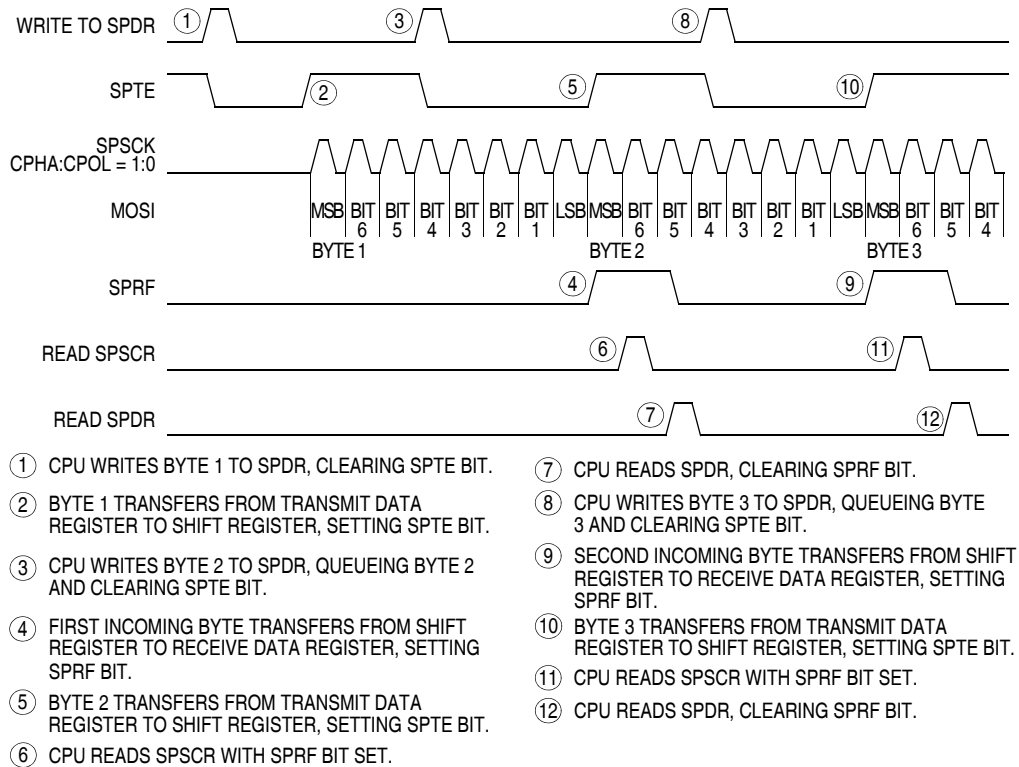 WRITE TO SPDR
1
3
8
SPTE
2
5
10
SPSCK
CPHA:CPOL = 1:0
MOSI
MSB BIT BIT BIT BIT BIT BIT LSB MSB BIT BIT BIT BIT BIT BIT LSB MSB BIT BIT BIT
6 5 4 3 2 1 6 5 4 3 2 1 6 5 4
BYTE 1 BYTE 2 BYTE 3
SPRF
4
9
READ SPSCR
6
11
READ SPDR
7
12
1 CPU WRITES BYTE 1 TO SPDR, CLEARING SPTE BIT.
2 BYTE 1 TRANSFERS FROM TRANSMIT DATA
REGISTER TO SHIFT REGISTER, SETTING SPTE BIT.
3 CPU WRITES BYTE 2 TO SPDR, QUEUEING BYTE 2
AND CLEARING SPTE BIT.
4 FIRST INCOMING BYTE TRANSFERS FROM SHIFT
REGISTER TO RECEIVE DATA REGISTER, SETTING
SPRF BIT.
5 BYTE 2 TRANSFERS FROM TRANSMIT DATA
REGISTER TO SHIFT REGISTER, SETTING SPTE BIT.
6 CPU READS SPSCR WITH SPRF BIT SET.
7 CPU READS SPDR, CLEARING SPRF BIT.
8 CPU WRITES BYTE 3 TO SPDR, QUEUEING BYTE
3 AND CLEARING SPTE BIT.
9 SECOND INCOMING BYTE TRANSFERS FROM SHIFT
REGISTER TO RECEIVE DATA REGISTER, SETTING
SPRF BIT.
10 BYTE 3 TRANSFERS FROM TRANSMIT DATA
REGISTER TO SHIFT REGISTER, SETTING SPTE BIT.
11 CPU READS SPSCR WITH SPRF BIT SET.
12 CPU READS SPDR, CLEARING SPRF BIT.